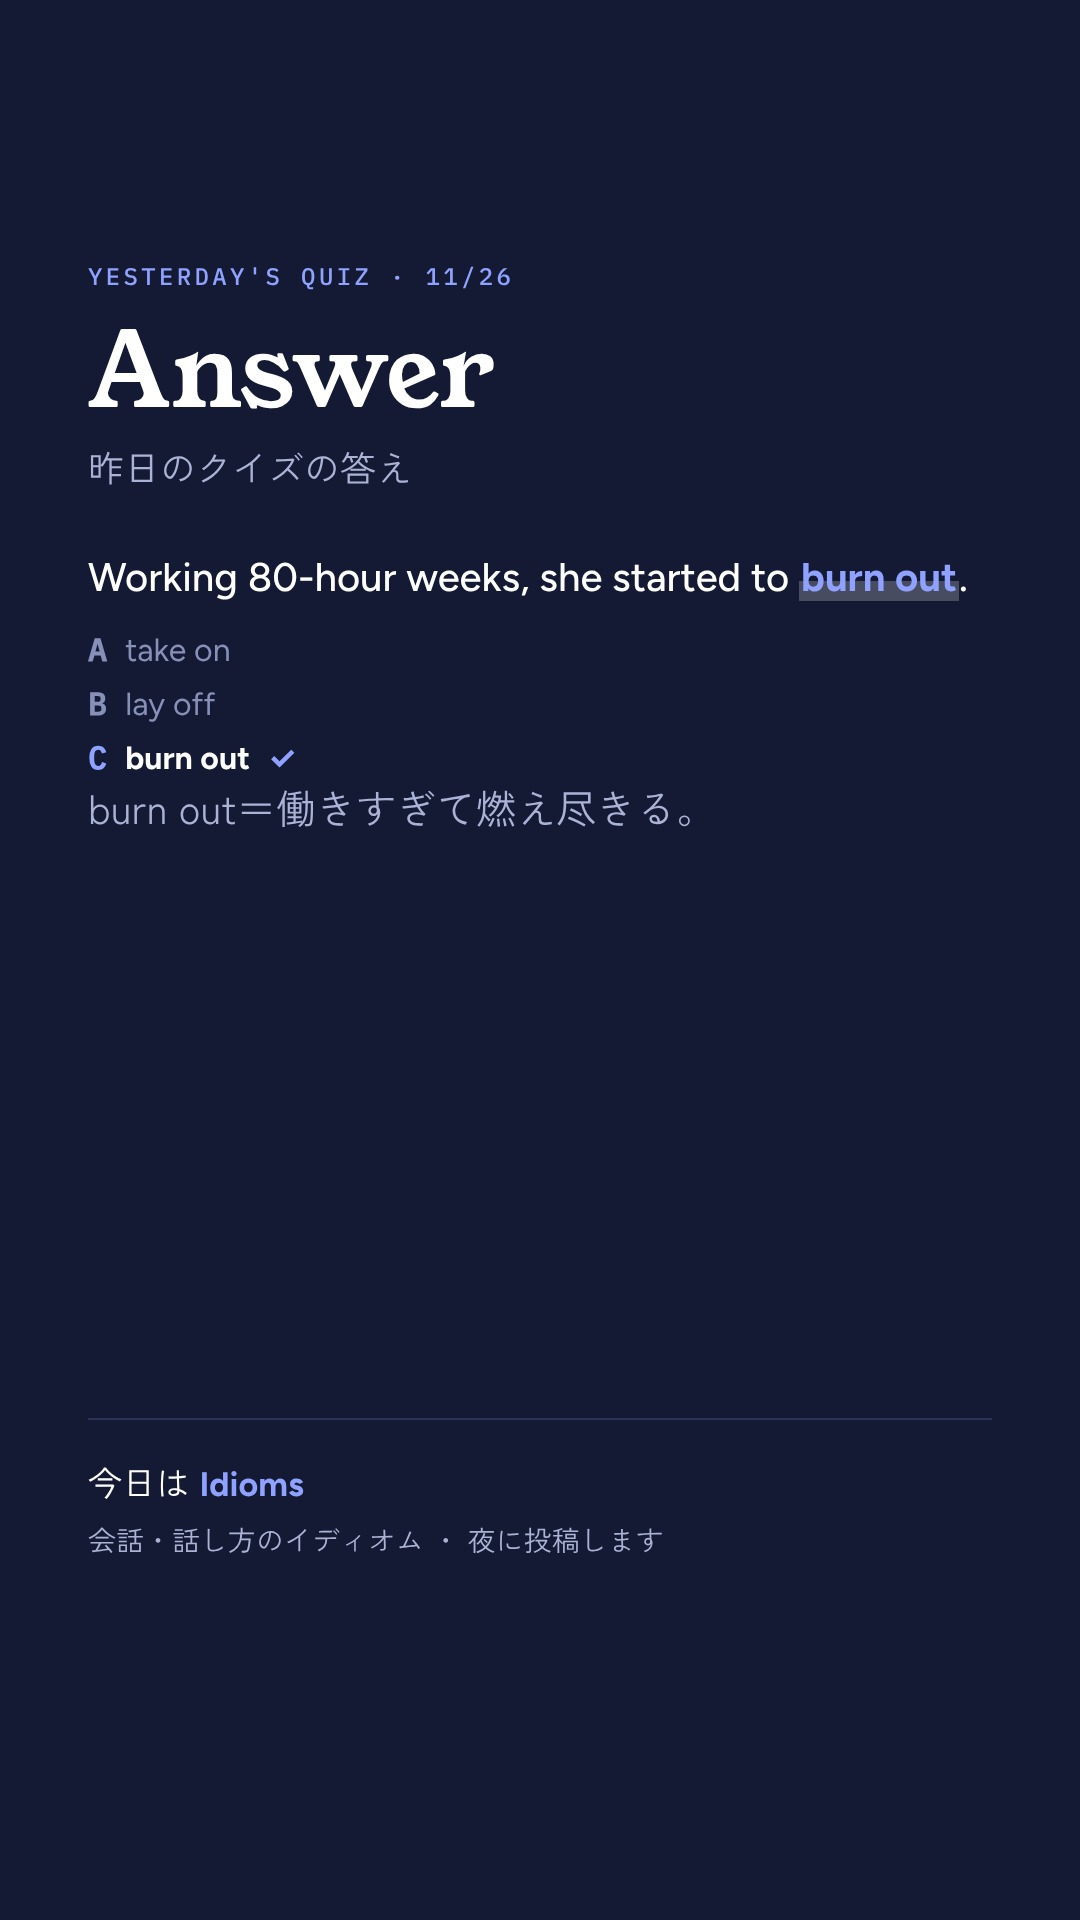 YESTERDAY'S QUIZ · 11/26
Answer
昨日のクイズの答え
Working 80-hour weeks, she started to burn out.
A take on
B lay off
C burn out ✓
burn out＝働きすぎて燃え尽きる。
今日は Idioms
会話・話し方のイディオム ・ 夜に投稿します